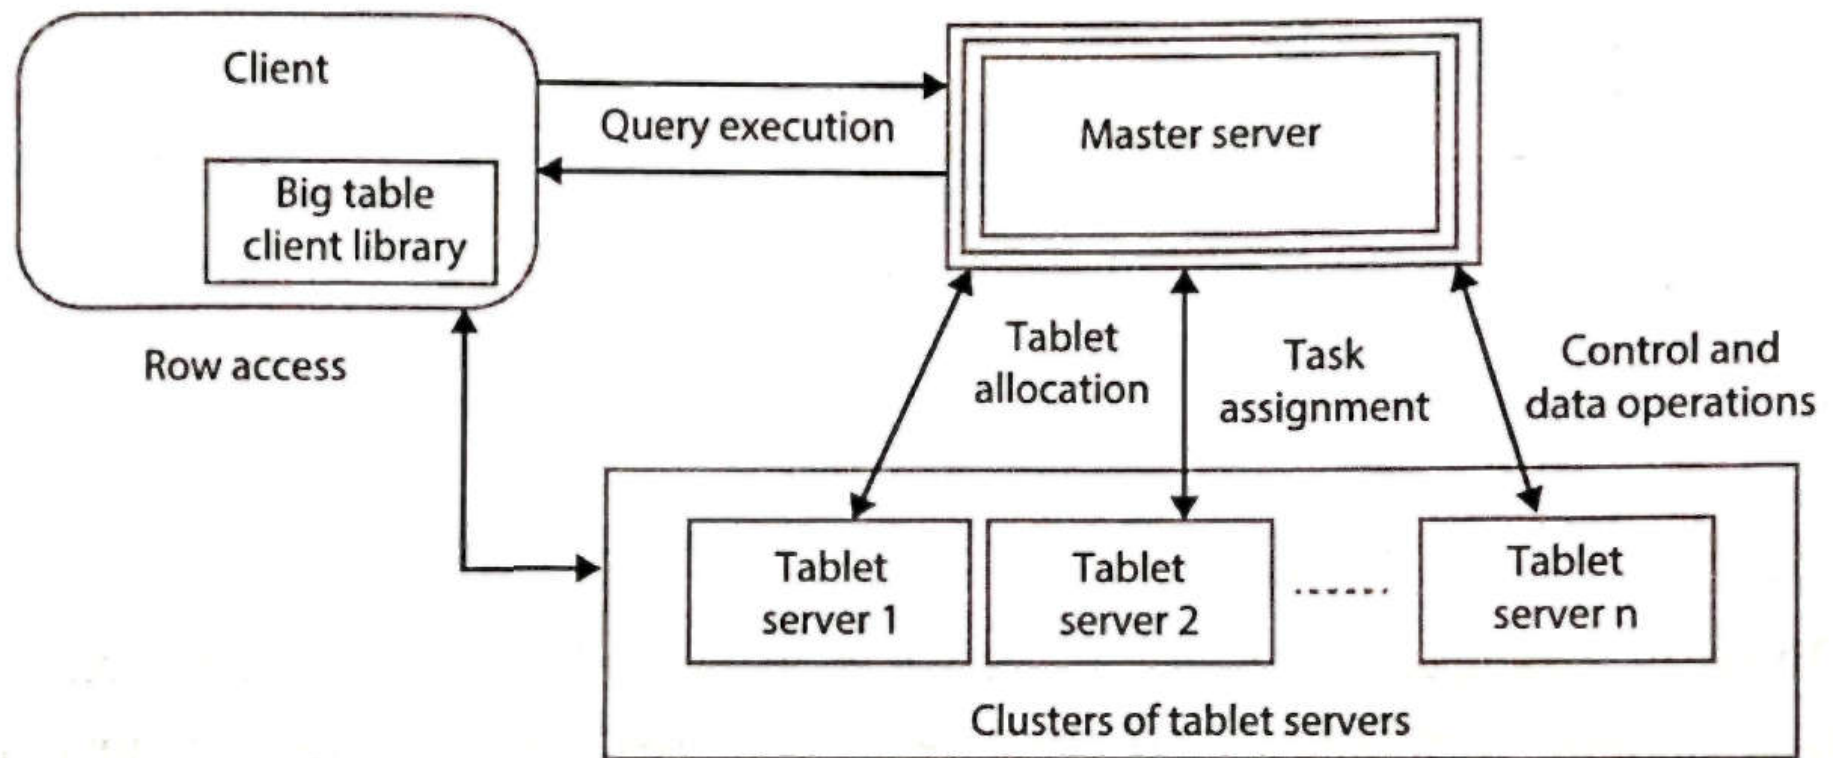 Client
Query execution
Master server
Big table
client library
Row access
Tablet
allocation
Task
assignment
Control and
data operations
Tablet
server 1
Tablet
server 2
Tablet
server n
Clusters of tablet servers